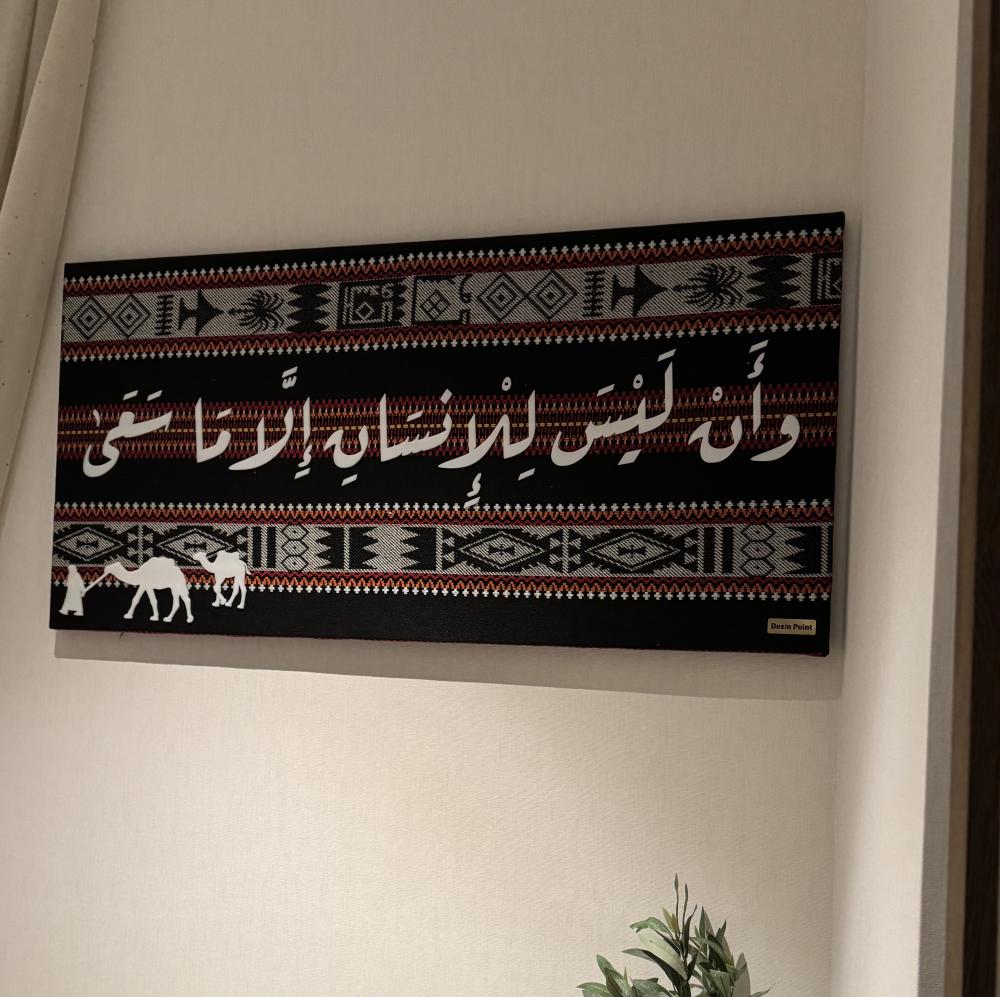 وَأَنْ لَيْسَ لِلْإِنسَانِ إِلَّا مَا سَعَىٰ
Desin Point